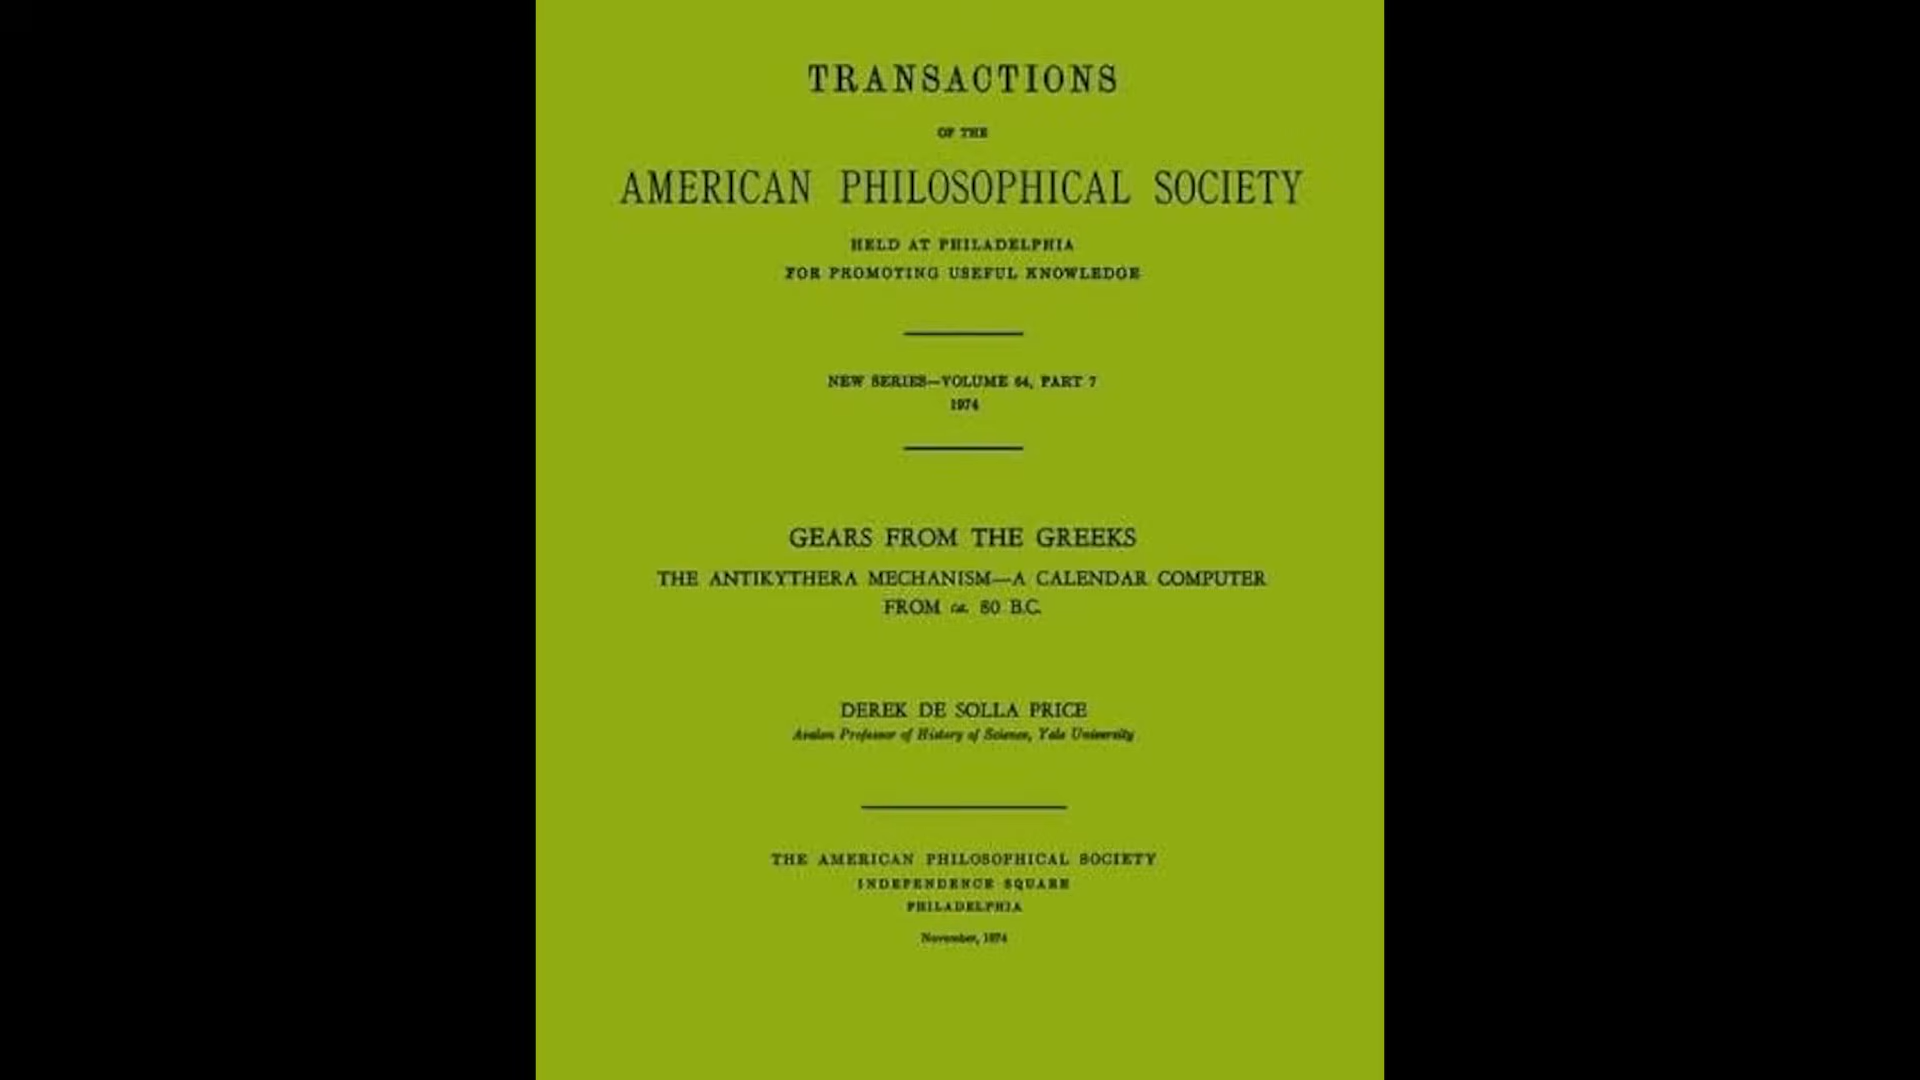 TRANSACTIONS
OF THE
AMERICAN PHILOSOPHICAL SOCIETY
HELD AT PHILADELPHIA
FOR PROMOTING USEFUL KNOWLEDGE
NEW SERIES—VOLUME 64, PART 7
1974
GEARS FROM THE GREEKS
THE ANTIKYTHERA MECHANISM—A CALENDAR COMPUTER
FROM ca. 80 B.C.
DEREK DE SOLLA PRICE
Avalon Professor of History of Science, Yale University
THE AMERICAN PHILOSOPHICAL SOCIETY
INDEPENDENCE SQUARE
PHILADELPHIA
November, 1974